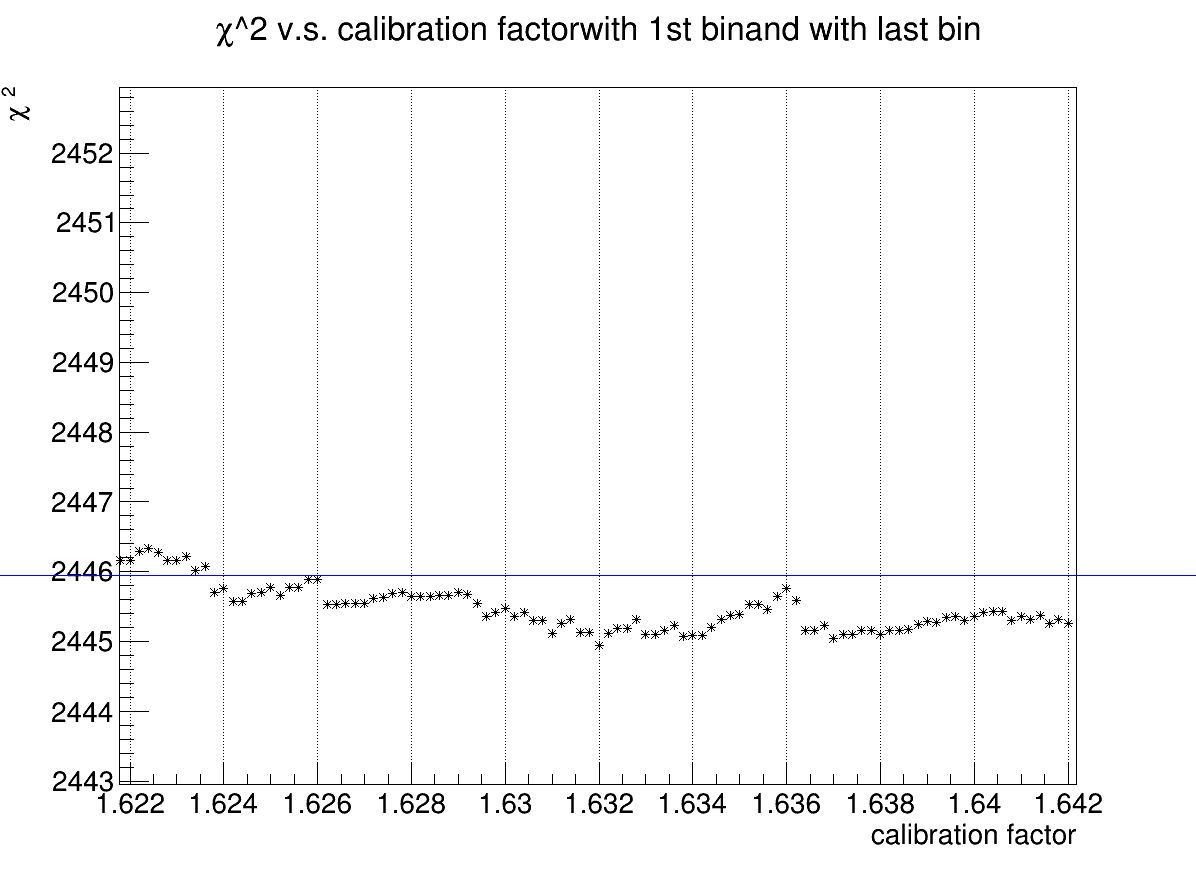 χ^2 v.s. calibration factorwith 1st binand with last bin
χ²
2452
2451
2450
2449
2448
2447
2446
2445
2444
2443
1.622 1.624 1.626 1.628 1.63 1.632 1.634 1.636 1.638 1.64 1.642
calibration factor